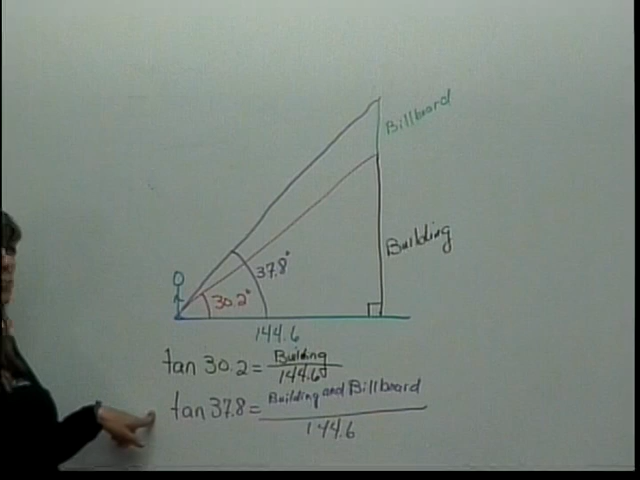 Billboard
Building
37.8°
30.2°
144.6
tan 30.2 = Building / 144.6
tan 37.8 = Building and Billboard / 144.6